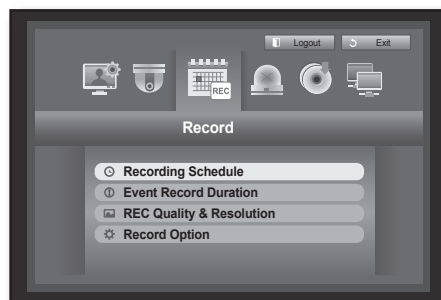 Logout
Exit
REC
Record
Recording Schedule
Event Record Duration
REC Quality & Resolution
Record Option